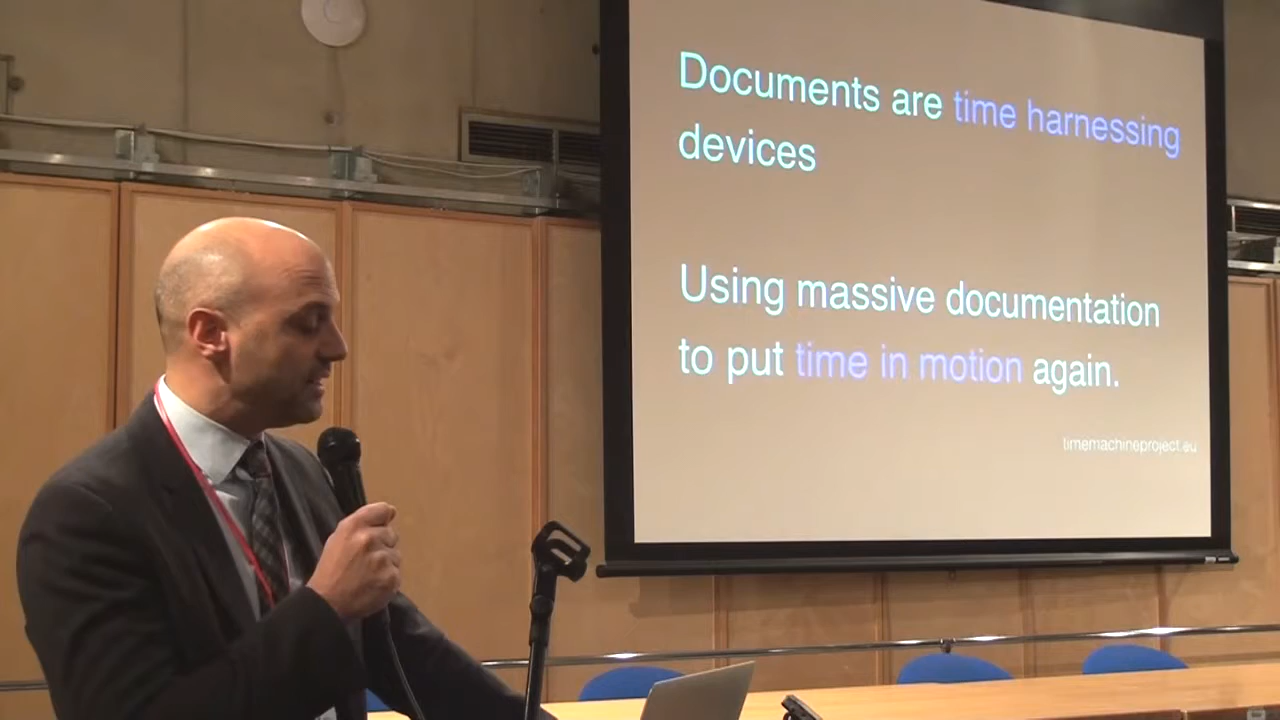 Documents are time harnessing
devices
Using massive documentation
to put time in motion again.
timemachineproject.eu